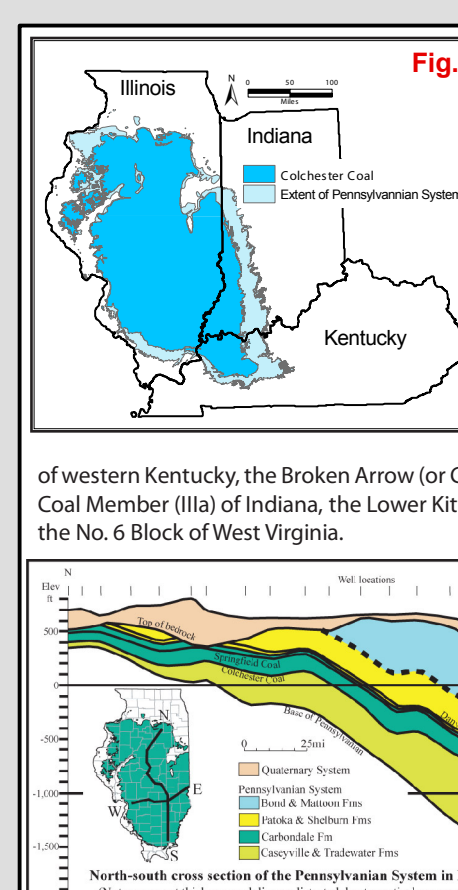 Fig.
Illinois
N
0 50 100
Miles
Indiana
Colchester Coal
Extent of Pennsylvannian System
Kentucky
of western Kentucky, the Broken Arrow (or
Coal Member (IIIa) of Indiana, the Lower Kit
the No. 6 Block of West Virginia.
N
Elev
ft
Well locations
500
0
-500
-1,000
-1,500
Top of bedrock
Springfield Coal
Colchester Coal
Base of Pennsylvanian
Dan
N
E
W
S
0 25mi
Quaternary System
Pennsylvanian System
Bond & Mattoon Fms
Patoka & Shelburn Fms
Carbondale Fm
Caseyville & Tradewater Fms
North-south cross section of the Pennsylvanian System in